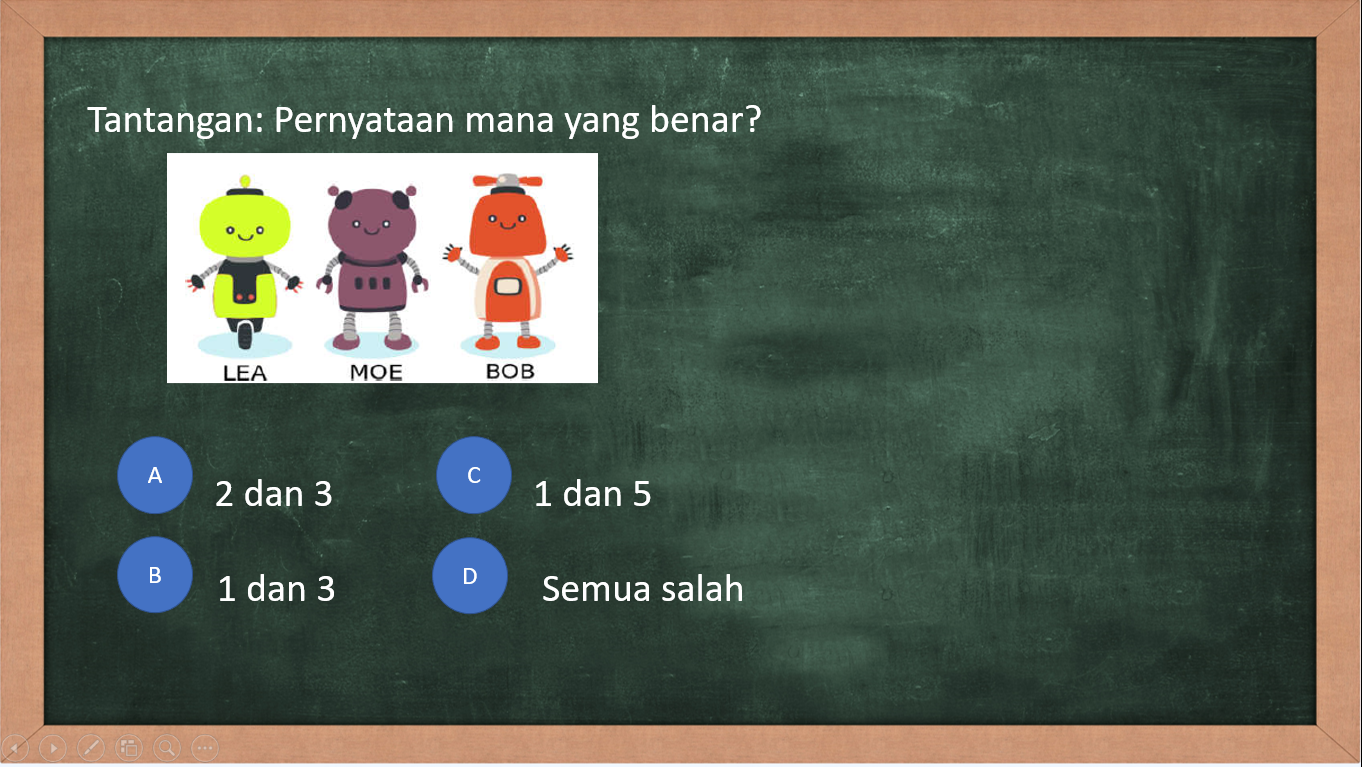 Tantangan: Pernyataan mana yang benar?
LEA MOE BOB
A 2 dan 3
C 1 dan 5
B 1 dan 3
D Semua salah